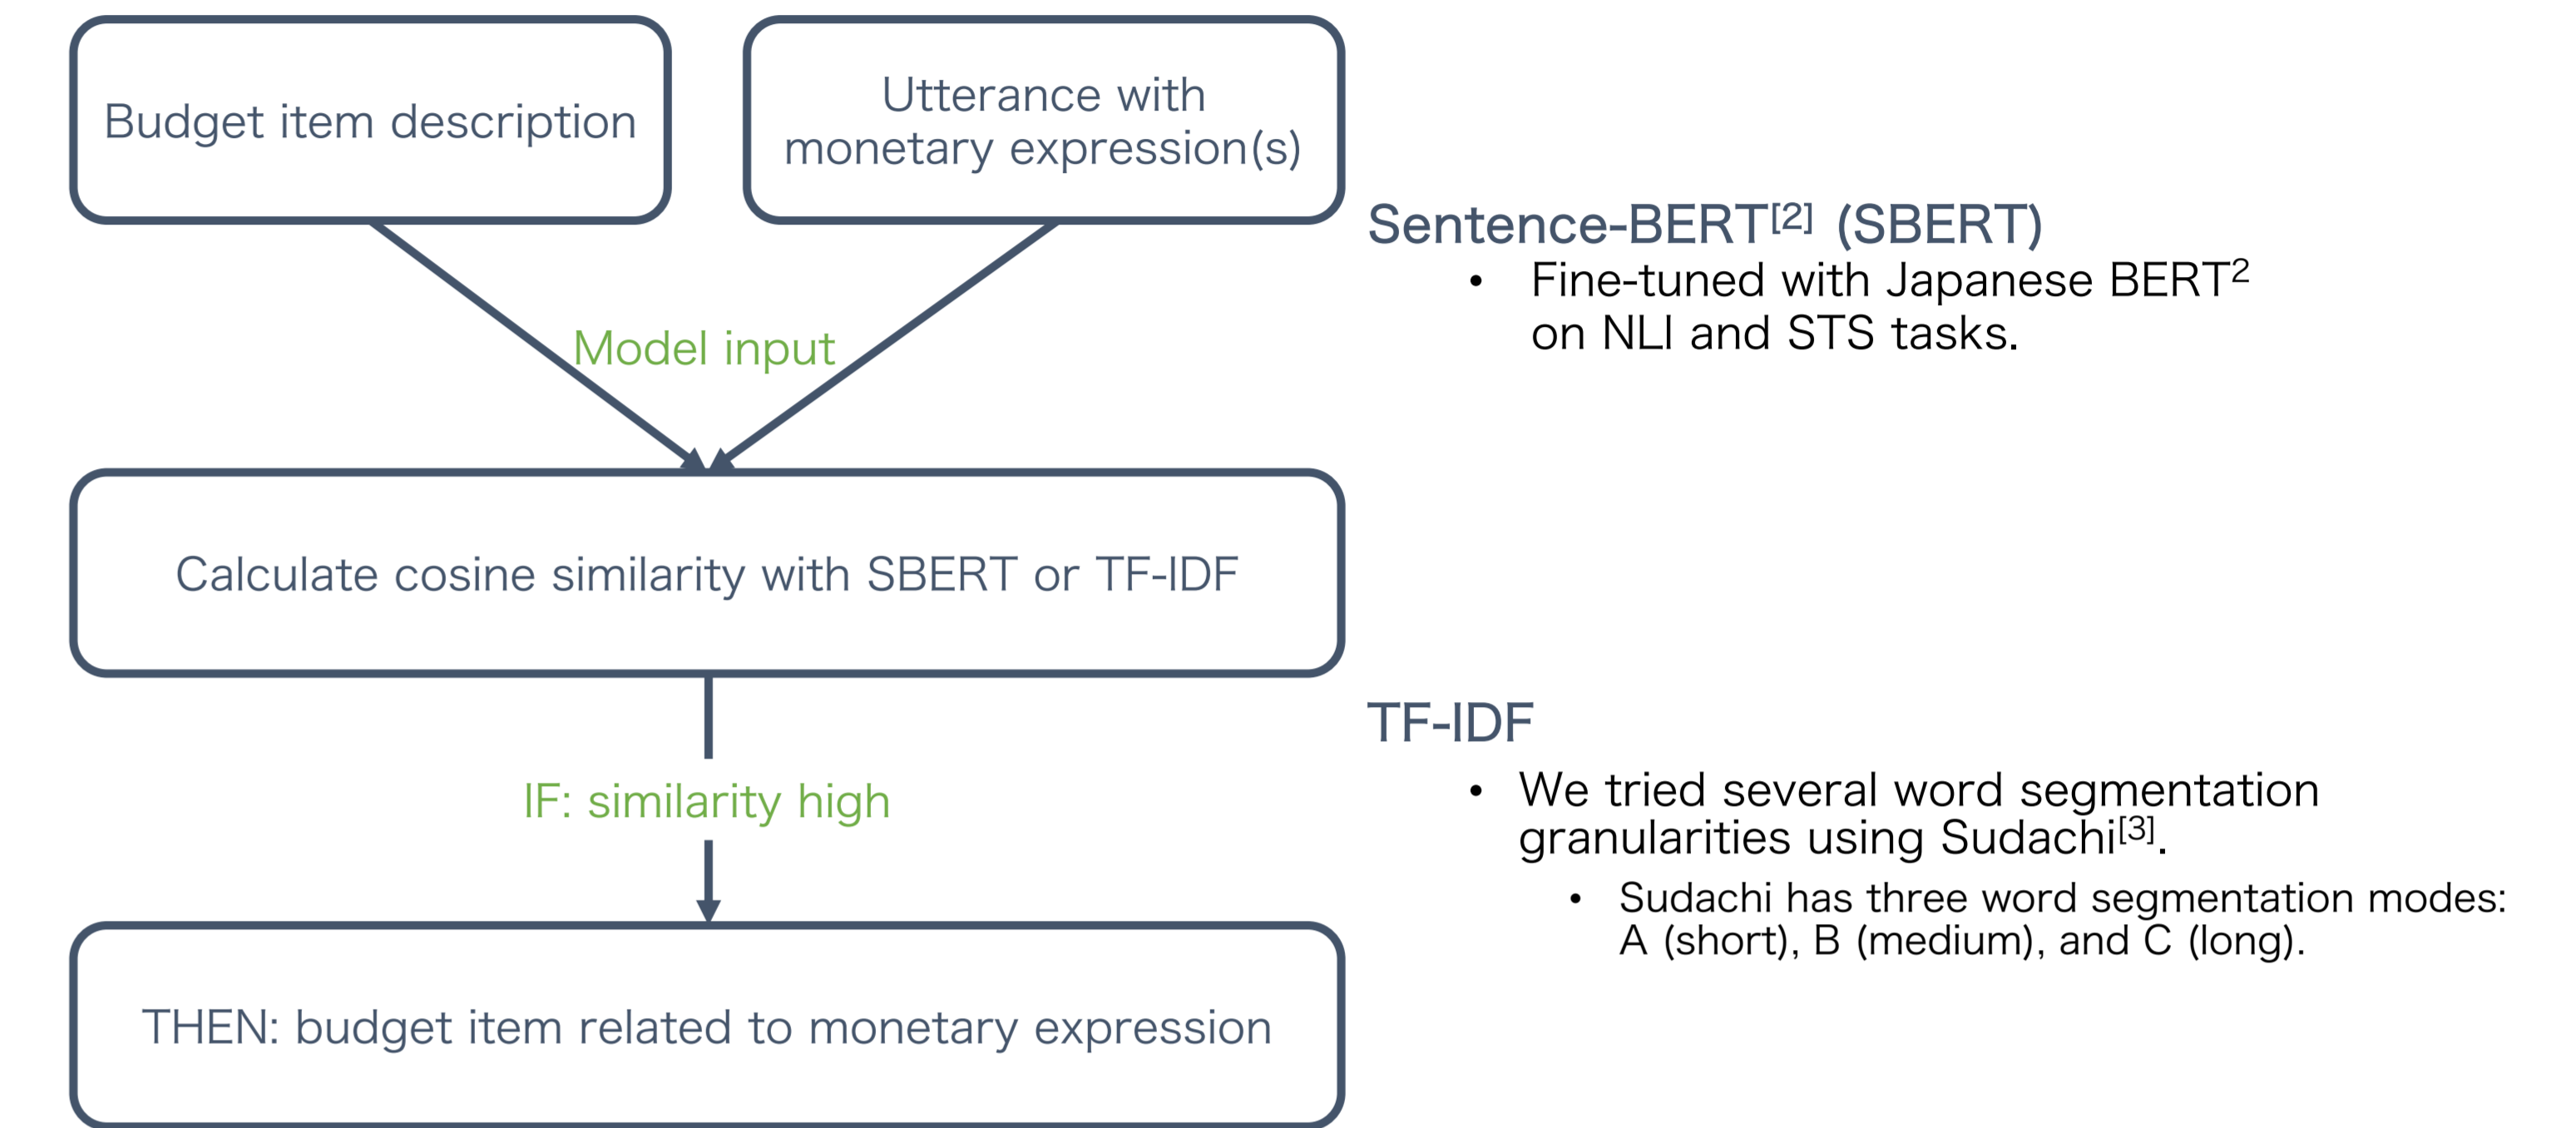 Budget item description
Utterance with
monetary expression(s)
Model input
Calculate cosine similarity with SBERT or TF-IDF
IF: similarity high
THEN: budget item related to monetary expression
Sentence-BERT[2] (SBERT)
• Fine-tuned with Japanese BERT2
on NLI and STS tasks.
TF-IDF
• We tried several word segmentation
granularities using Sudachi[3].
• Sudachi has three word segmentation modes:
A (short), B (medium), and C (long).